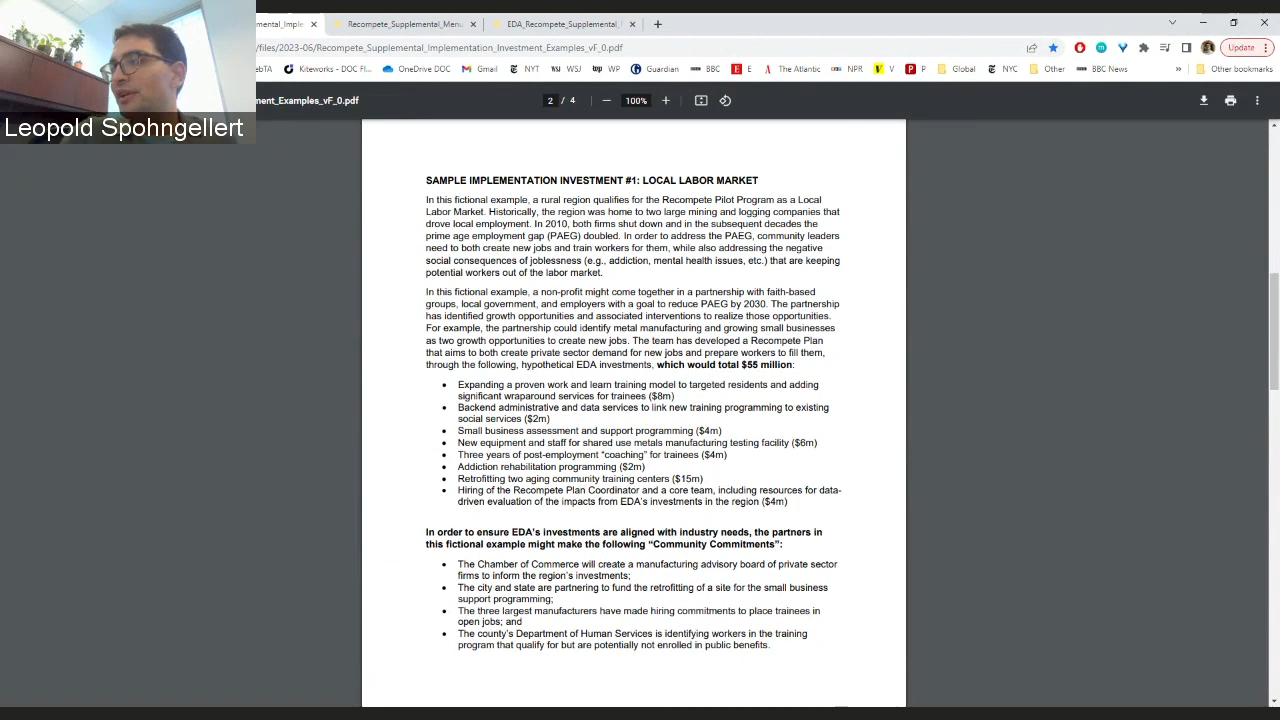 mental_Imple
Recompete_Supplemental_Menu
EDA_Recompete_Supplemental_
/files/2023-06/Recompete_Supplemental_Implementation_Investment_Examples_vF_0.pdf
Update
ebTA Kiteworks - DOC Fl... OneDrive DOC Gmail NYT WSJ WSJ wp WP Guardian BBC BBC E E The Atlantic npr NPR V V P P Global NYC Other BBC News » Other bookmarks
ment_Examples_vF_0.pdf
2 / 4
100%
Leopold Spohngellert
SAMPLE IMPLEMENTATION INVESTMENT #1: LOCAL LABOR MARKET
In this fictional example, a rural region qualifies for the Recompete Pilot Program as a Local
Labor Market. Historically, the region was home to two large mining and logging companies that
drove local employment. In 2010, both firms shut down and in the subsequent decades the
prime age employment gap (PAEG) doubled. In order to address the PAEG, community leaders
need to both create new jobs and train workers for them, while also addressing the negative
social consequences of joblessness (e.g., addiction, mental health issues, etc.) that are keeping
potential workers out of the labor market.
In this fictional example, a non-profit might come together in a partnership with faith-based
groups, local government, and employers with a goal to reduce PAEG by 2030. The partnership
has identified growth opportunities and associated interventions to realize those opportunities.
For example, the partnership could identify metal manufacturing and growing small businesses
as two growth opportunities to create new jobs. The team has developed a Recompete Plan
that aims to both create private sector demand for new jobs and prepare workers to fill them,
through the following, hypothetical EDA investments, which would total $55 million:
• Expanding a proven work and learn training model to targeted residents and adding
significant wraparound services for trainees ($8m)
• Backend administrative and data services to link new training programming to existing
social services ($2m)
• Small business assessment and support programming ($4m)
• New equipment and staff for shared use metals manufacturing testing facility ($6m)
• Three years of post-employment “coaching” for trainees ($4m)
• Addiction rehabilitation programming ($2m)
• Retrofitting two aging community training centers ($15m)
• Hiring of the Recompete Plan Coordinator and a core team, including resources for data-
driven evaluation of the impacts from EDA's investments in the region ($4m)
In order to ensure EDA's investments are aligned with industry needs, the partners in
this fictional example might make the following “Community Commitments”:
• The Chamber of Commerce will create a manufacturing advisory board of private sector
firms to inform the region's investments;
• The city and state are partnering to fund the retrofitting of a site for the small business
support programming;
• The three largest manufacturers have made hiring commitments to place trainees in
open jobs; and
• The county's Department of Human Services is identifying workers in the training
program that qualify for but are potentially not enrolled in public benefits.